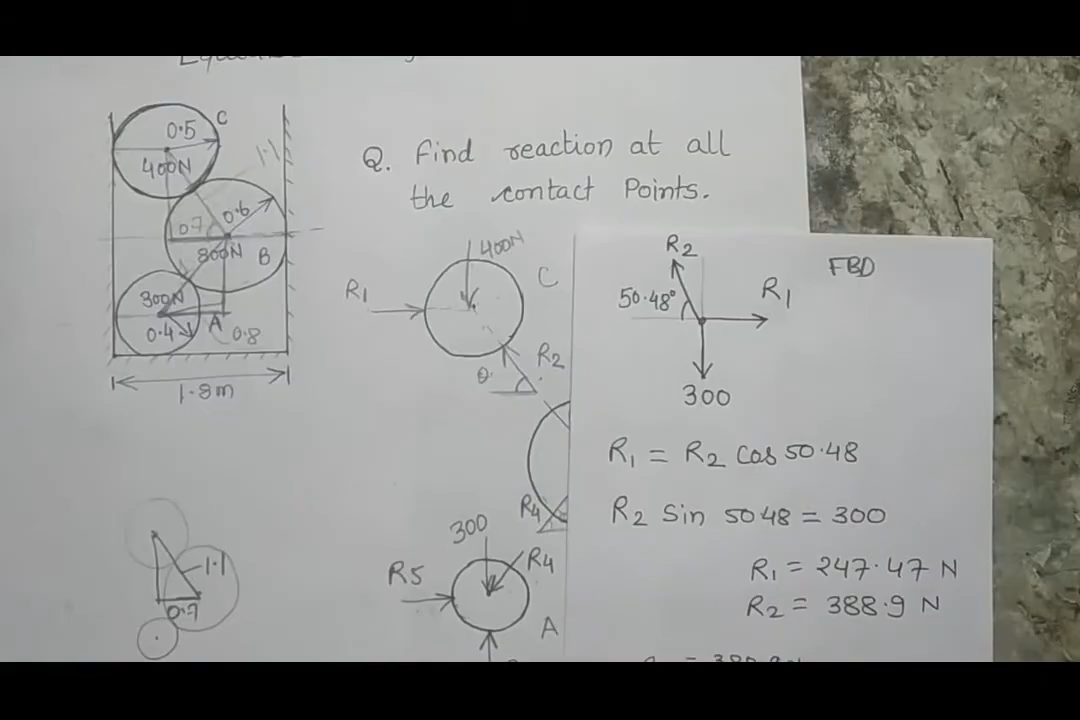 0.5
C
400N
1.1
0.7
0.6
800N
B
300N
0.4
A
0.8
1.8m
Q. Find reaction at all
the contact Points.
400N
R1
C
R2
θ
R2
FBD
50.48°
R1
300
R1 = R2 Cos 50.48
R2 Sin 5048 = 300
R1 = 247.47 N
R2 = 388.9 N
R4
300
R4
R5
A
1.1
0.7